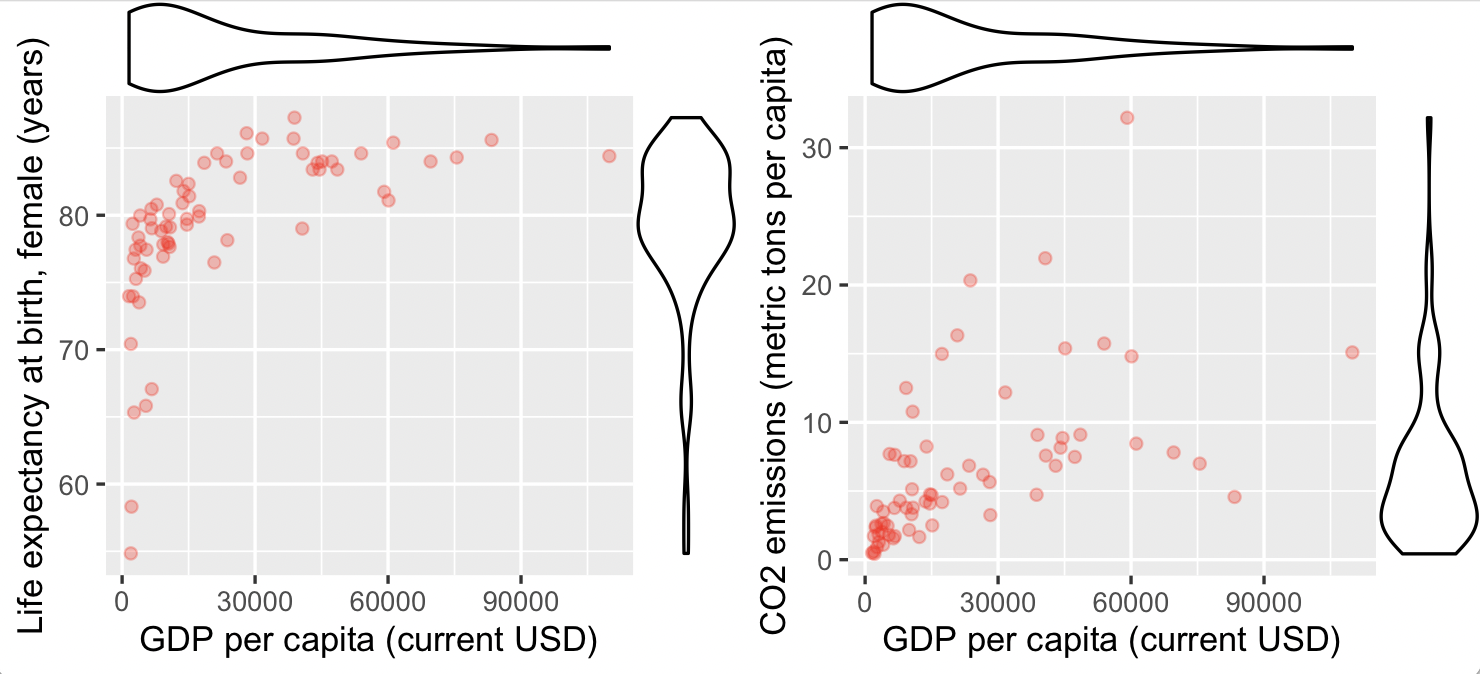 Life expectancy at birth, female (years)
80
70
60
0 30000 60000 90000
GDP per capita (current USD)
CO2 emissions (metric tons per capita)
30
20
10
0
0 30000 60000 90000
GDP per capita (current USD)